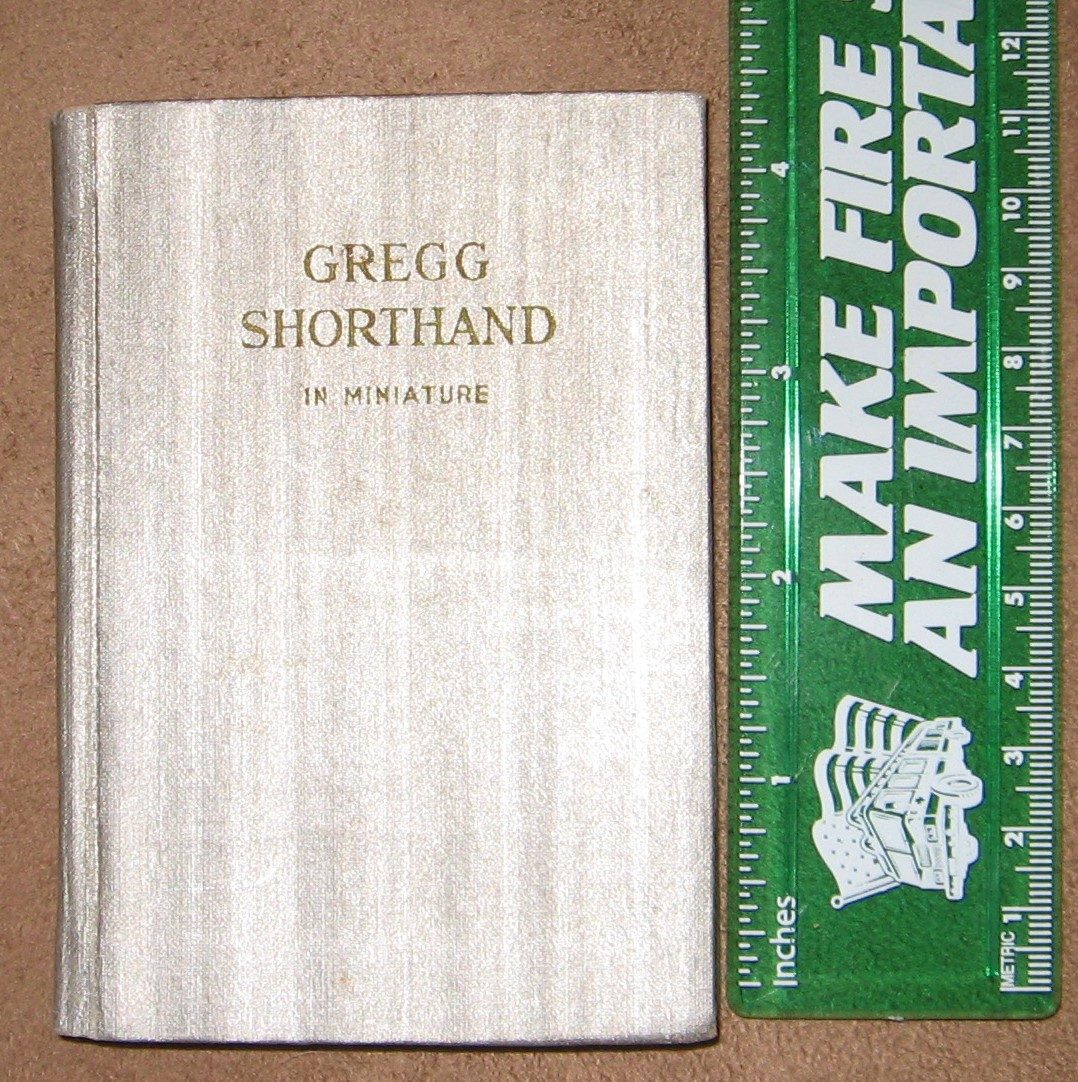 GREGG
SHORTHAND
IN MINIATURE
MAKE FIRE
AN IMPORTA
Inches
1
2
3
4
METRIC 1
2
3
4
5
6
7
8
9
10
11
12